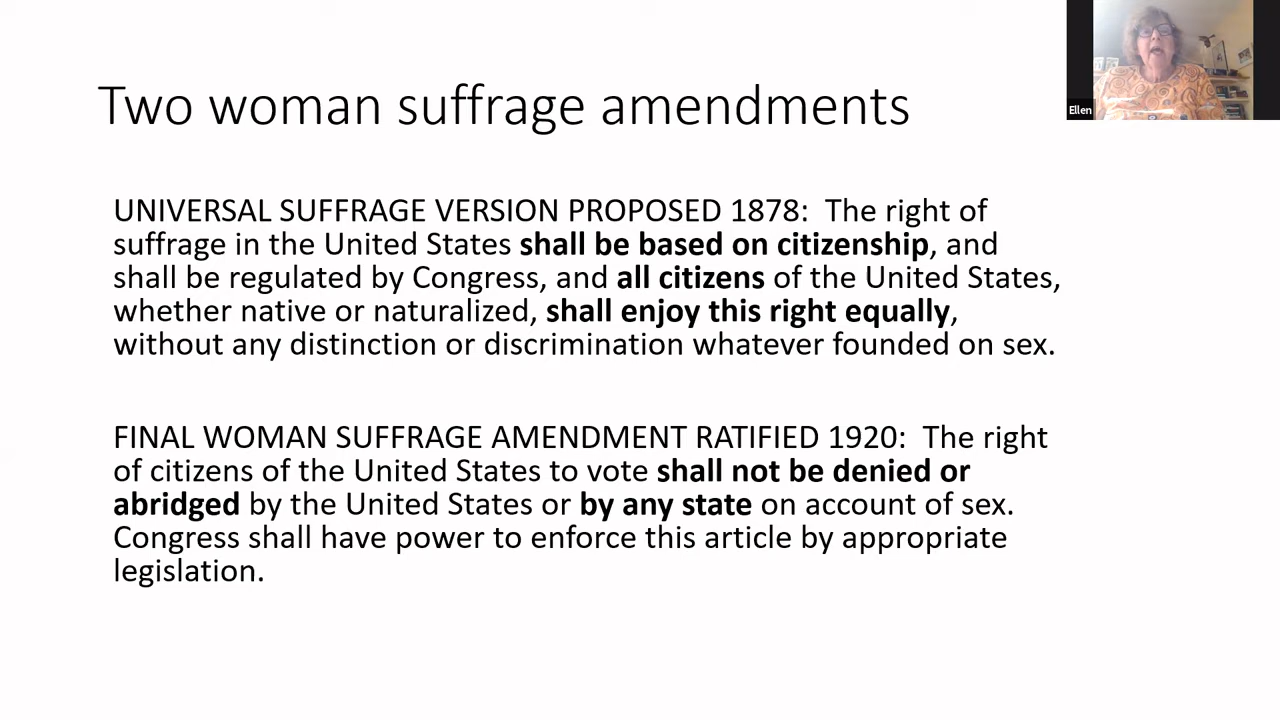 Two woman suffrage amendments
Ellen
UNIVERSAL SUFFRAGE VERSION PROPOSED 1878:  The right of
suffrage in the United States shall be based on citizenship, and
shall be regulated by Congress, and all citizens of the United States,
whether native or naturalized, shall enjoy this right equally,
without any distinction or discrimination whatever founded on sex.
FINAL WOMAN SUFFRAGE AMENDMENT RATIFIED 1920:  The right
of citizens of the United States to vote shall not be denied or
abridged by the United States or by any state on account of sex.
Congress shall have power to enforce this article by appropriate
legislation.